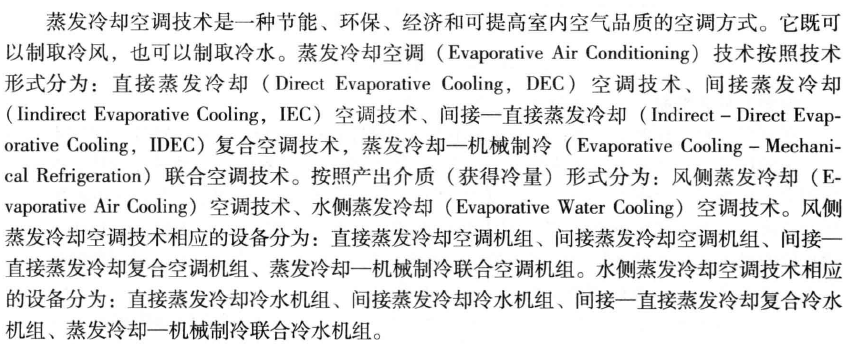 蒸发冷却空调技术是一种节能、环保、经济和可提高室内空气品质的空调方式。它既可
以制取冷风，也可以制取冷水。蒸发冷却空调（Evaporative Air Conditioning）技术按照技术
形式分为：直接蒸发冷却（Direct Evaporative Cooling，DEC）空调技术、间接蒸发冷却
（Iindirect Evaporative Cooling，IEC）空调技术、间接—直接蒸发冷却（Indirect – Direct Evap-
orative Cooling，IDEC）复合空调技术，蒸发冷却—机械制冷（Evaporative Cooling – Mechani-
cal Refrigeration）联合空调技术。按照产出介质（获得冷量）形式分为：风侧蒸发冷却（E-
vaporative Air Cooling）空调技术、水侧蒸发冷却（Evaporative Water Cooling）空调技术。风侧
蒸发冷却空调技术相应的设备分为：直接蒸发冷却空调机组、间接蒸发冷却空调机组、间接—
直接蒸发冷却复合空调机组、蒸发冷却—机械制冷联合空调机组。水侧蒸发冷却空调技术相应
的设备分为：直接蒸发冷却冷水机组、间接蒸发冷却冷水机组、间接—直接蒸发冷却复合冷水
机组、蒸发冷却—机械制冷联合冷水机组。